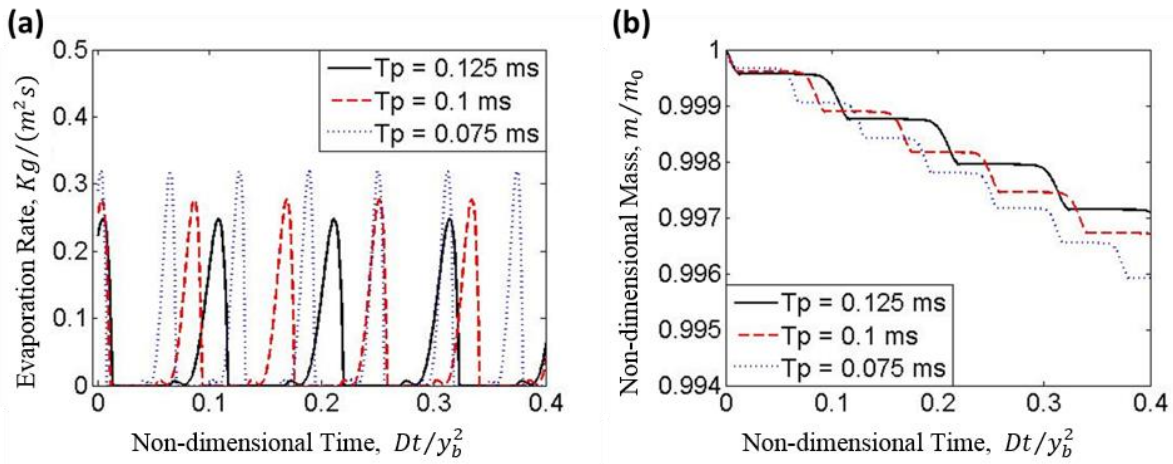 (a)
Evaporation Rate, Kg/(m²s)
0.5
0.4
0.3
0.2
0.1
0
Tp = 0.125 ms
Tp = 0.1 ms
Tp = 0.075 ms
0
0.1
0.2
0.3
0.4
Non-dimensional Time, Dt/y_b^2
(b)
Non-dimensional Mass, m/m₀
1
0.999
0.998
0.997
0.996
0.995
0.994
Tp = 0.125 ms
Tp = 0.1 ms
Tp = 0.075 ms
0
0.1
0.2
0.3
0.4
Non-dimensional Time, Dt/y_b^2